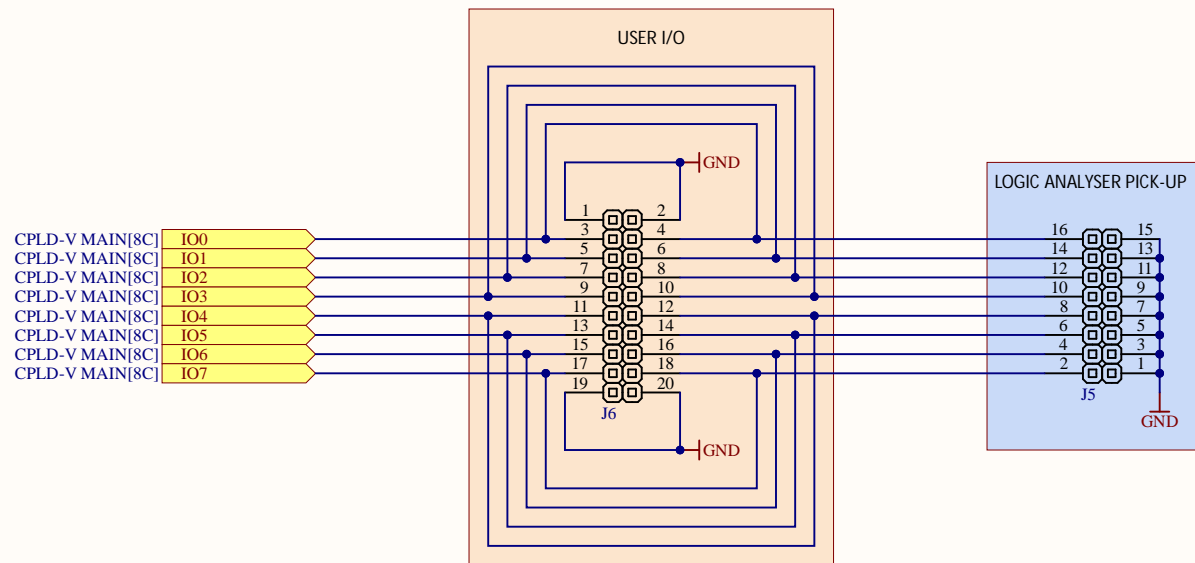 USER I/O
GND
LOGIC ANALYSER PICK-UP
1 2
CPLD-V MAIN[8C] IO0 3 4 16 15
CPLD-V MAIN[8C] IO1 5 6 14 13
CPLD-V MAIN[8C] IO2 7 8 12 11
CPLD-V MAIN[8C] IO3 9 10 10 9
CPLD-V MAIN[8C] IO4 11 12 8 7
CPLD-V MAIN[8C] IO5 13 14 6 5
CPLD-V MAIN[8C] IO6 15 16 4 3
CPLD-V MAIN[8C] IO7 17 18 2 1
19 20
J6 J5
GND
GND